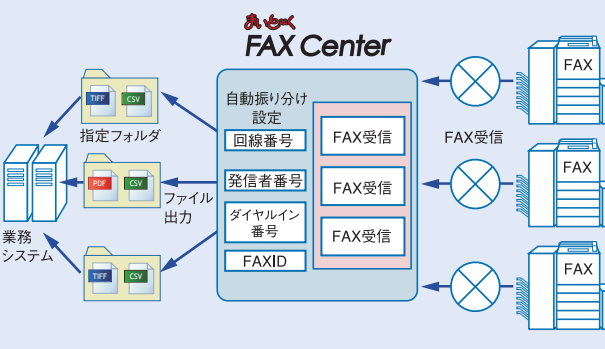 まいと〜く
FAX Center
自動振り分け
設定
回線番号
発信者番号
ダイヤルイン
番号
FAXID
FAX受信
FAX受信
FAX受信
FAX受信
FAX
FAX
FAX
TIFF
CSV
指定フォルダ
PDF
CSV
ファイル
出力
TIFF
CSV
業務
システム